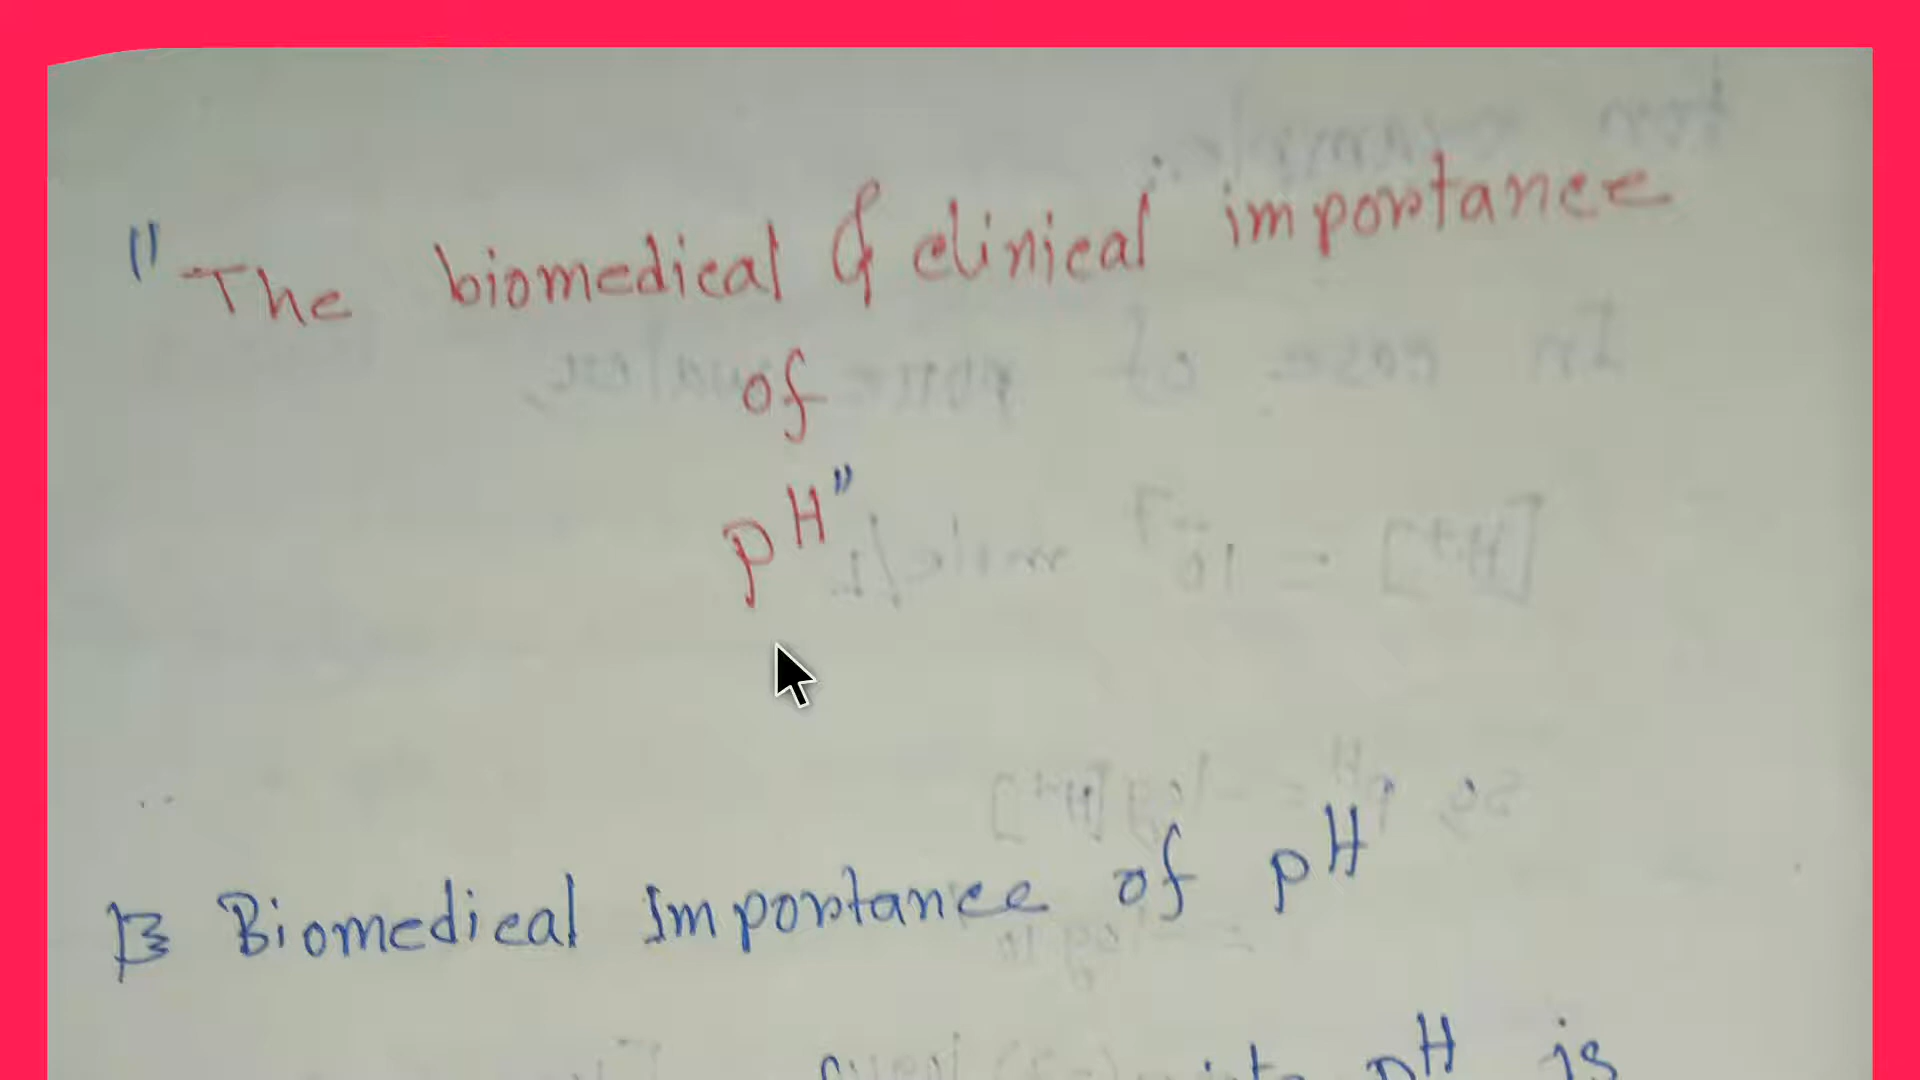 "The biomedical & clinical importance
of
pH"
Biomedical Importance of pH
pH is